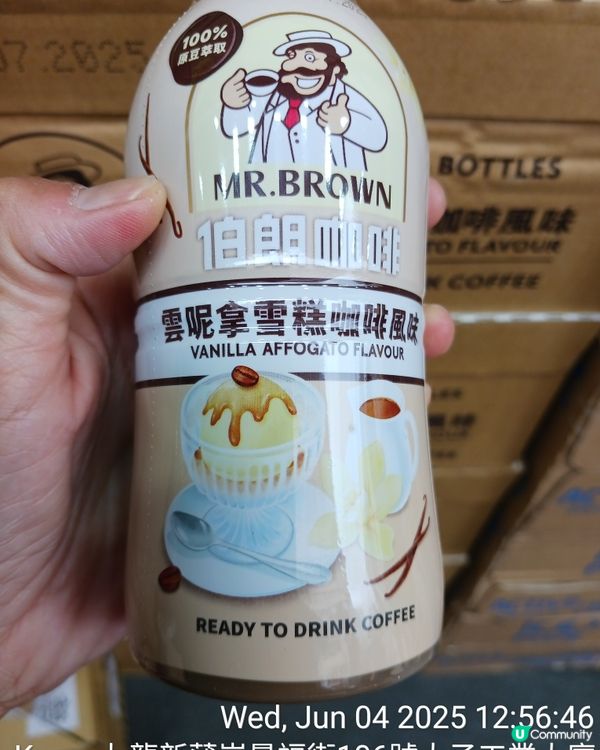 100%
原豆萃取
07.2025
MR.BROWN
伯朗咖啡
BOTTLES
咖啡風味
TO FLAVOUR
K COFFEE
雲呢拿雪糕咖啡風味
VANILLA AFFOGATO FLAVOUR
READY TO DRINK COFFEE
Wed, Jun 04 2025 12:56:46
U Community